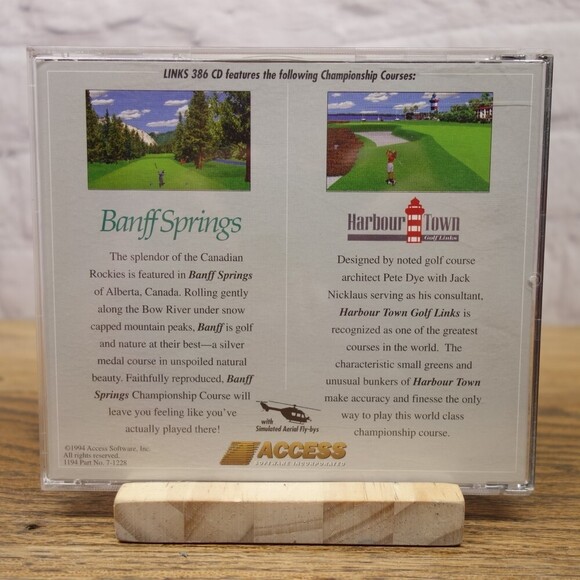 LINKS 386 CD features the following Championship Courses:
Banff Springs
The splendor of the Canadian
Rockies is featured in Banff Springs
of Alberta, Canada. Rolling gently
along the Bow River under snow
capped mountain peaks, Banff is golf
and nature at their best—a silver
medal course in unspoiled natural
beauty. Faithfully reproduced, Banff
Springs Championship Course will
leave you feeling like you've
actually played there!
Harbour Town
Golf Links
Designed by noted golf course
architect Pete Dye with Jack
Nicklaus serving as his consultant,
Harbour Town Golf Links is
recognized as one of the greatest
courses in the world. The
characteristic small greens and
unusual bunkers of Harbour Town
make accuracy and finesse the only
way to play this world class
championship course.
with
Simulated Aerial Fly-bys
©1994 Access Software, Inc.
All rights reserved.
1194 Part No. 7-1228
ACCESS
SOFTWARE INCORPORATED